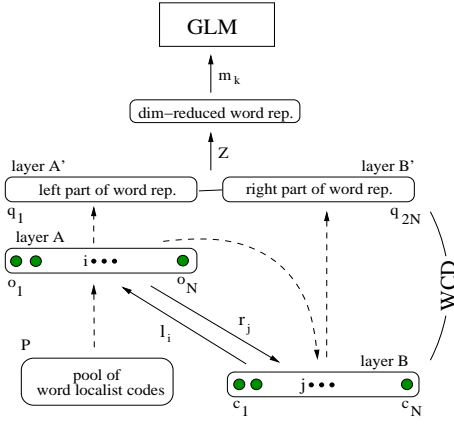 GLM
m_k
dim-reduced word rep.
Z
layer A' layer B'
left part of word rep. right part of word rep.
q_1 q_2N
layer A
i •••
o_1 o_N
l_i r_j
WCD
P
pool of
word localist codes
layer B
j •••
c_1 c_N